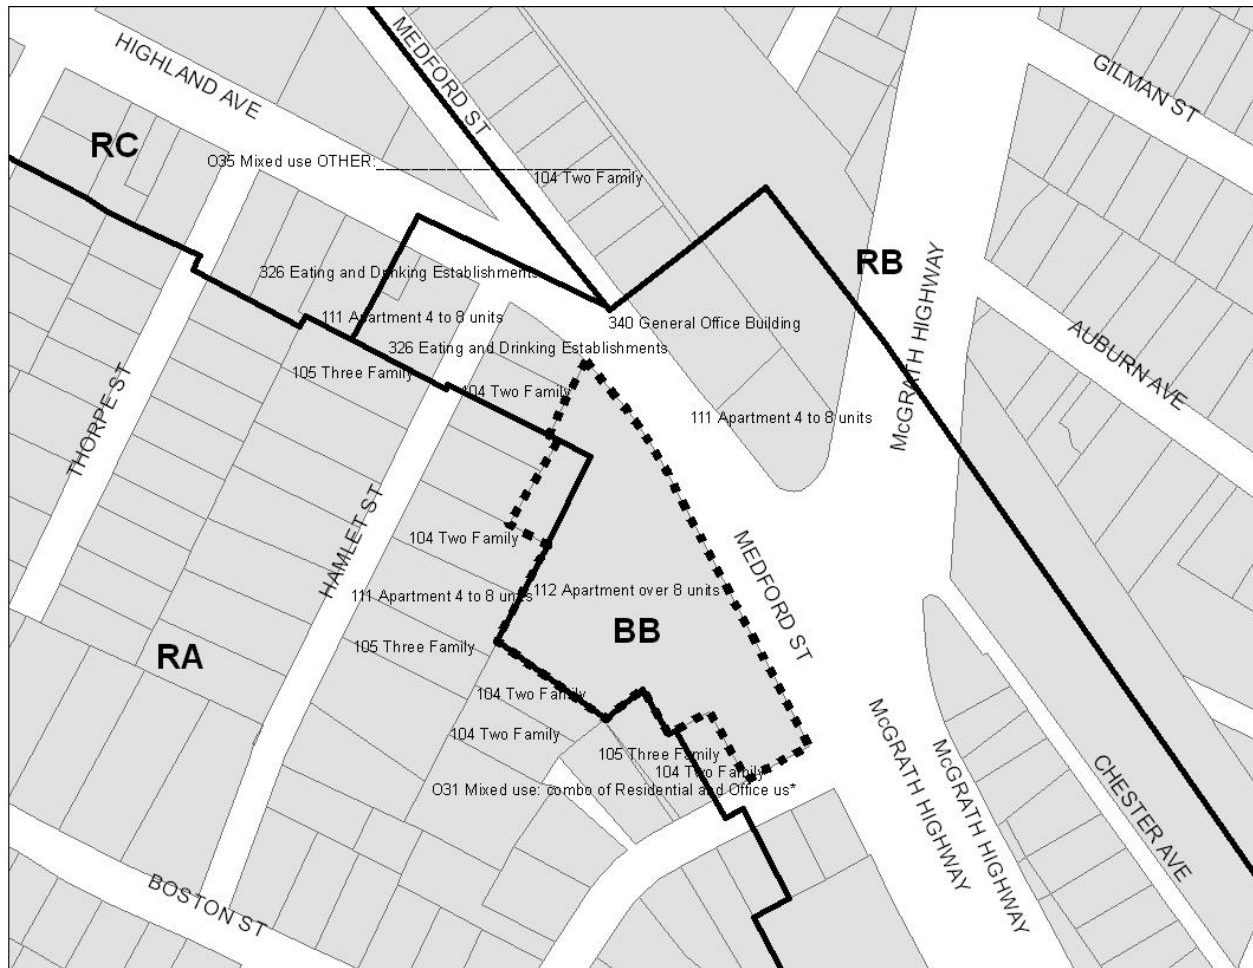 HIGHLAND AVE
MEDFORD ST
GILMAN ST
RC
O35 Mixed use OTHER:____________________
104 Two Family
RB
McGRATH HIGHWAY
326 Eating and Drinking Establishments
111 Apartment 4 to 8 units
340 General Office Building
326 Eating and Drinking Establishments
105 Three Family
104 Two Family
AUBURN AVE
THORPE ST
111 Apartment 4 to 8 units
HAMLET ST
104 Two Family
MEDFORD ST
111 Apartment 4 to 8 units
112 Apartment over 8 units
BB
105 Three Family
RA
104 Two Family
104 Two Family
105 Three Family
104 Two Family
O31 Mixed use: combo of Residential and Office us*
McGRATH HIGHWAY
McGRATH HIGHWAY
CHESTER AVE
BOSTON ST